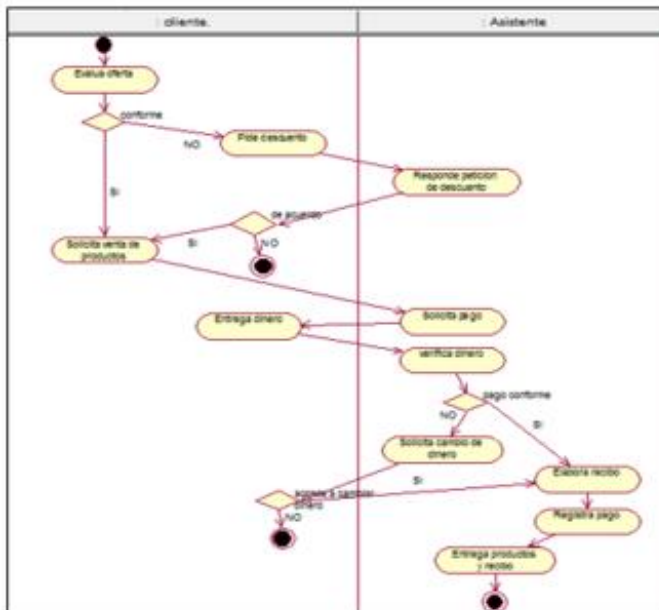 : cliente.
: Asistente
Evalua oferta
conforme
NO
Pide descuento
Responde peticion
de descuento
SI
de acuerdo
SI
NO
Solicita venta de
productos
Entrega dinero
Solicita pago
verifica dinero
pago conforme
NO
SI
Solicita cambio de
dinero
Elabora recibo
SI
dinero
NO
Registra pago
Entrega productos
y recibo